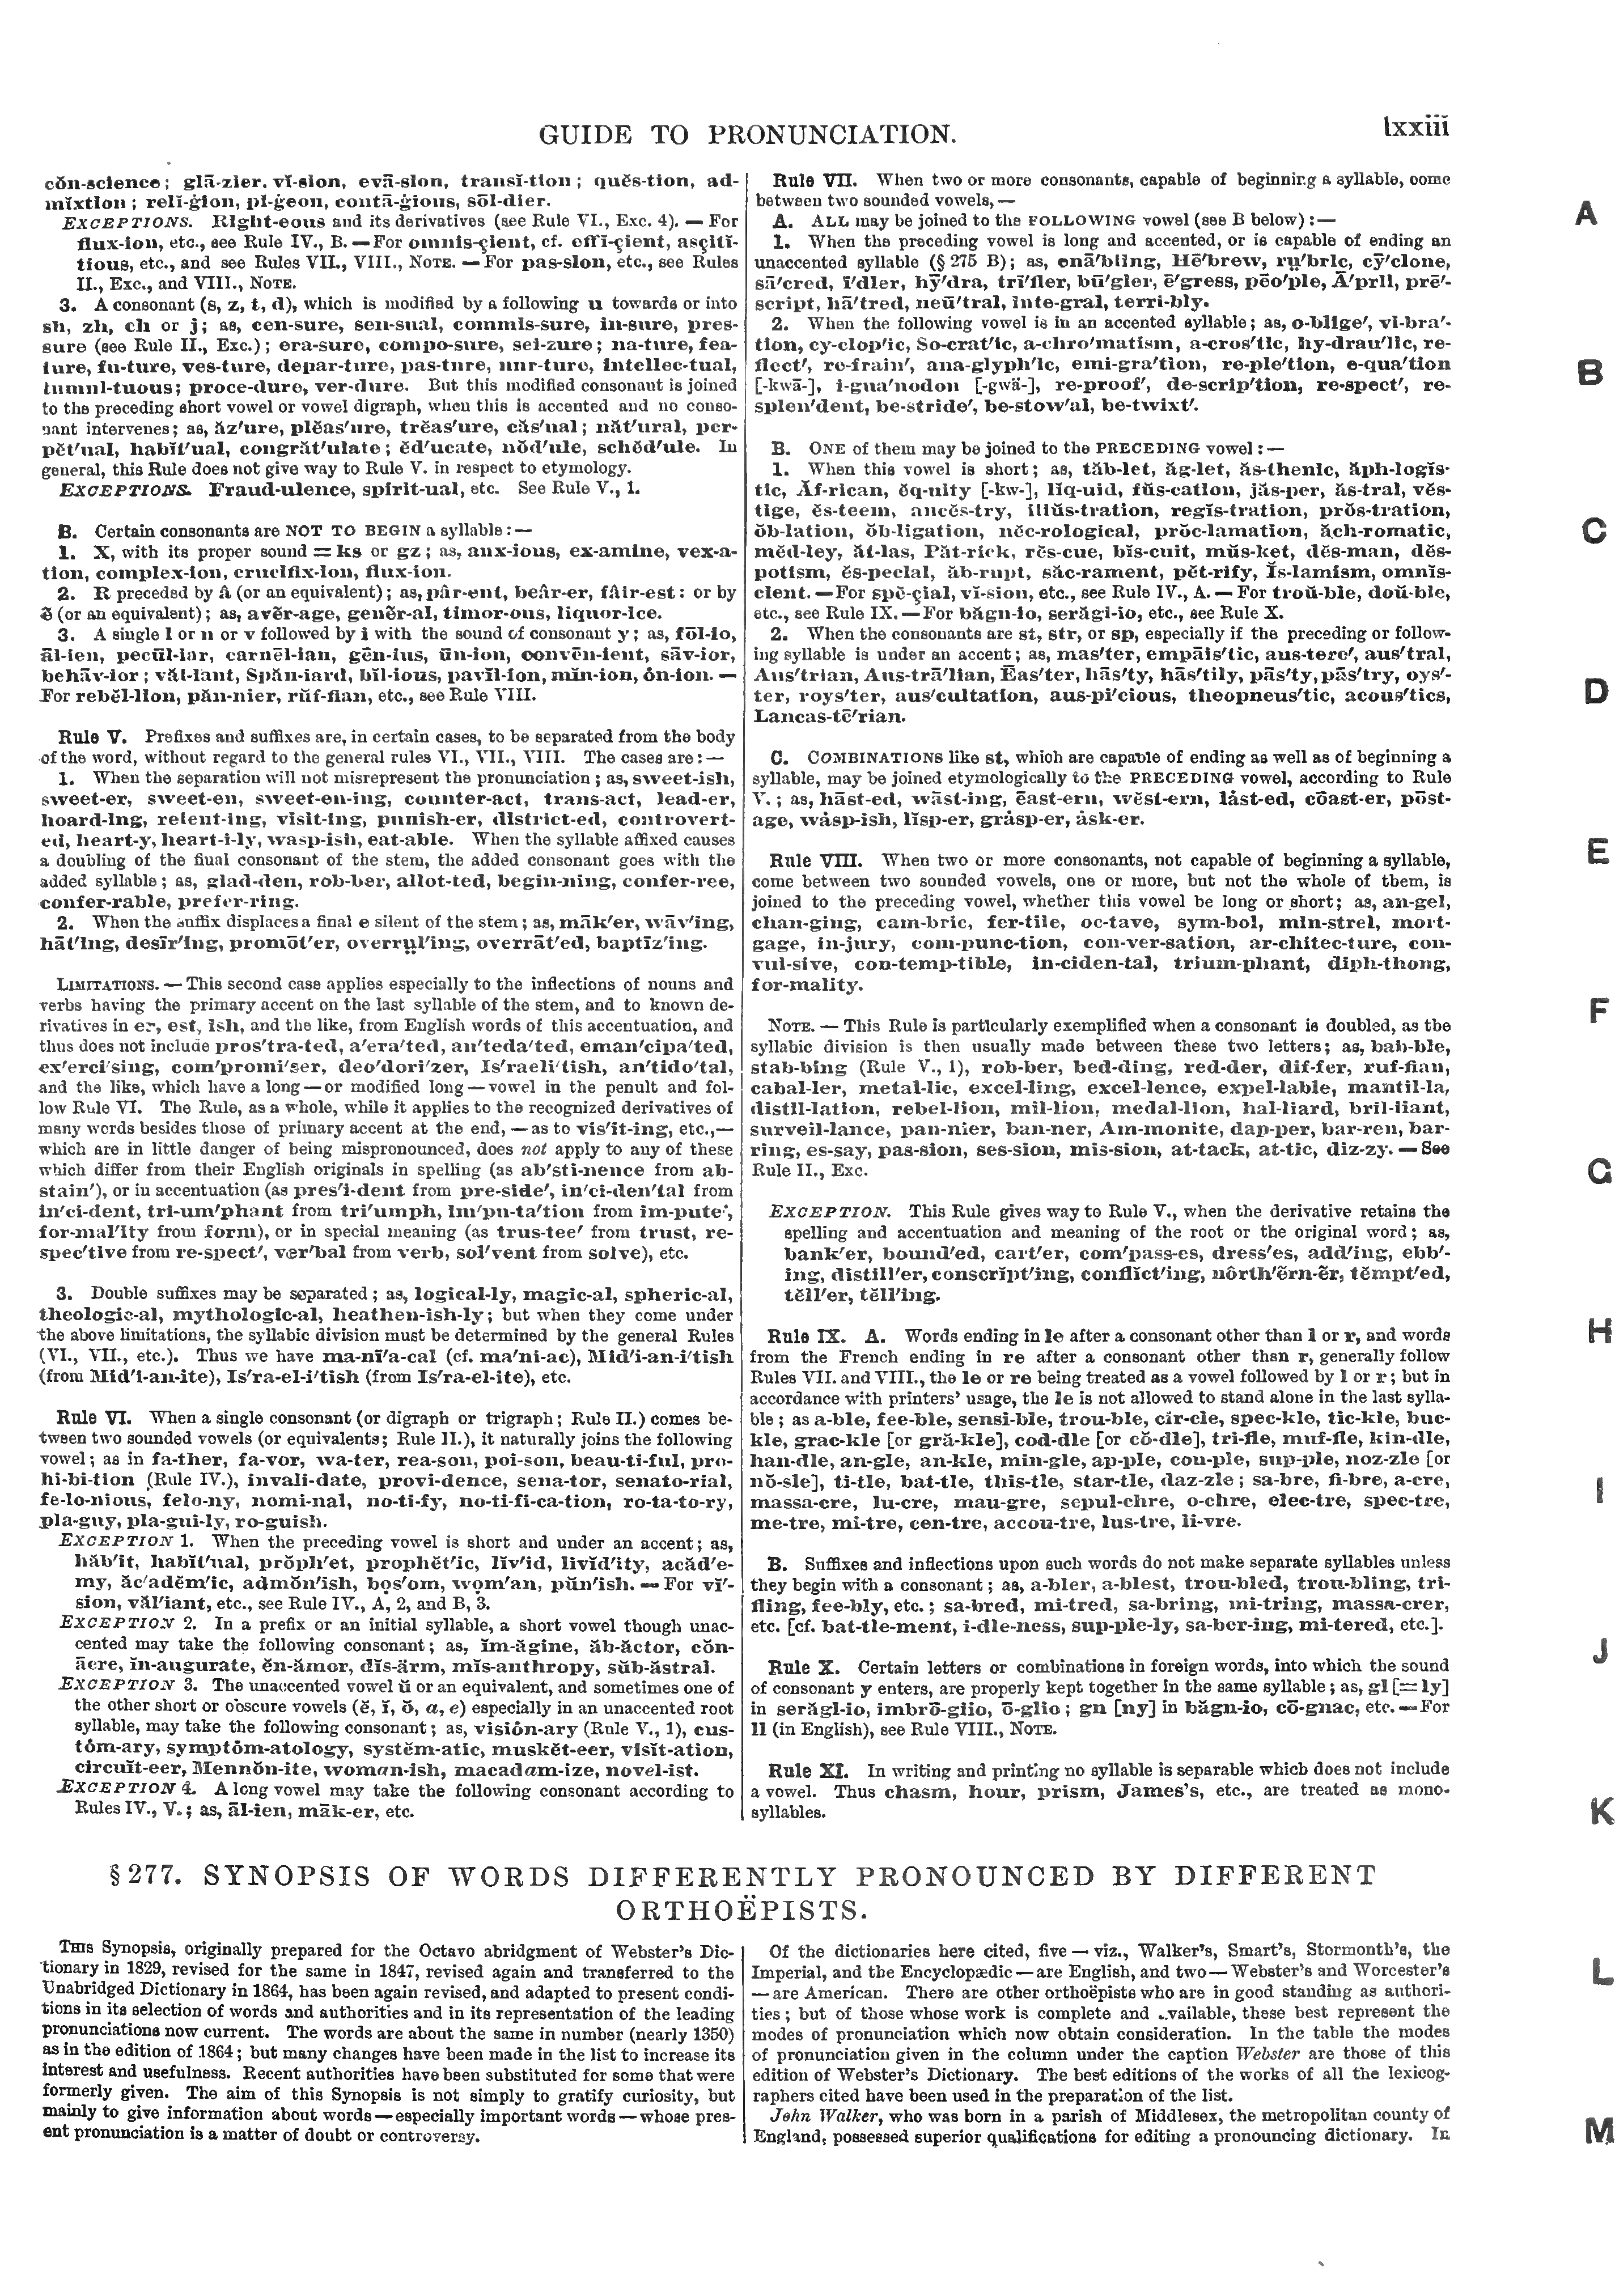 GUIDE TO PRONUNCIATION.
lxxiii
cŏn-science; glā-zier. vĭ-sion, evā-sion, transĭ-tion; quĕs-tion, ad-
mixtion; relĭ-ġion, pĭ-ġeon, contā-ġious, sōl-dier.
EXCEPTIONS. Right-eous and its derivatives (see Rule VI., Exc. 4). — For
flux-ion, etc., see Rule IV., B. — For omnis-çient, cf. effĭ-çient, asçĭtĭ-
tious, etc., and see Rules VII., VIII., NOTE. — For pas-sion, etc., see Rules
II., Exc., and VIII., NOTE.
3. A consonant (s, z, t, d), which is modified by a following u towards or into
sh, zh, ch or j; as, cen-sure, sen-sual, commis-sure, in-sure, pres-
sure (see Rule II., Exc.); era-sure, compo-sure, sei-zure; na-ture, fea-
ture, fu-ture, ves-ture, depar-ture, pas-ture, nur-ture, intellec-tual,
tumul-tuous; proce-dure, ver-dure. But this modified consonant is joined
to the preceding short vowel or vowel digraph, when this is accented and no conso-
nant intervenes; as, ăz′ure, plĕas′ure, trĕas′ure, căs′ual; năt′ural, per-
pĕt′ual, habĭt′ual, congrăt′ulate; ĕd′ucate, nŏd′ule, schĕd′ule. In
general, this Rule does not give way to Rule V. in respect to etymology.
EXCEPTIONS. Fraud-ulence, spirit-ual, etc. See Rule V., 1.
B. Certain consonants are NOT TO BEGIN a syllable: —
1. X, with its proper sound = ks or gz; as, anx-ious, ex-amine, vex-a-
tion, complex-ion, crucifix-ion, flux-ion.
2. R preceded by â (or an equivalent); as, pâr-ent, beâr-er, fâir-est: or by
ẽ (or an equivalent); as, avẽr-age, genẽr-al, timor-ous, liquor-ice.
3. A single l or n or v followed by i with the sound of consonant y; as, fōl-io,
āl-ien, pecūl-iar, carnēl-ian, gēn-ius, ūn-ion, convēn-ient, sāv-ior,
behāv-ior; văl-iant, Spăn-iard, bĭl-ious, pavĭl-ion, mĭn-ion, ȯn-ion. —
For rebĕl-lion, păn-nier, rŭf-fian, etc., see Rule VIII.
Rule V. Prefixes and suffixes are, in certain cases, to be separated from the body
of the word, without regard to the general rules VI., VII., VIII. The cases are: —
1. When the separation will not misrepresent the pronunciation; as, sweet-ish,
sweet-er, sweet-en, sweet-en-ing, counter-act, trans-act, lead-er,
hoard-ing, relent-ing, visit-ing, punish-er, district-ed, controvert-
ed, heart-y, heart-i-ly, wasp-ish, eat-able. When the syllable affixed causes
a doubling of the final consonant of the stem, the added consonant goes with the
added syllable; as, glad-den, rob-ber, allot-ted, begin-ning, confer-ree,
confer-rable, prefer-ring.
2. When the suffix displaces a final e silent of the stem; as, māk′er, wāv′ing,
hāt′ing, desīr′ing, promōt′er, overrṳl′ing, overrāt′ed, baptīz′ing.
LIMITATIONS. — This second case applies especially to the inflections of nouns and
verbs having the primary accent on the last syllable of the stem, and to known de-
rivatives in er, est, ish, and the like, from English words of this accentuation, and
thus does not include pros′tra-ted, a′era′ted, an′teda′ted, eman′cipa′ted,
ex′erci′sing, com′promi′ser, deo′dori′zer, Is′raeli′tish, an′tido′tal,
and the like, which have a long — or modified long — vowel in the penult and fol-
low Rule VI. The Rule, as a whole, while it applies to the recognized derivatives of
many words besides those of primary accent at the end, — as to vis′it-ing, etc., —
which are in little danger of being mispronounced, does not apply to any of these
which differ from their English originals in spelling (as ab′sti-nence from ab-
stain′), or in accentuation (as pres′i-dent from pre-side′, in′ci-den′tal from
in′ci-dent, tri-um′phant from tri′umph, im′pu-ta′tion from im-pute′,
for-mal′ity from form), or in special meaning (as trus-tee′ from trust, re-
spec′tive from re-spect′, ver′bal from verb, sol′vent from solve), etc.
3. Double suffixes may be separated; as, logical-ly, magic-al, spheric-al,
theologic-al, mythologic-al, heathen-ish-ly; but when they come under
the above limitations, the syllabic division must be determined by the general Rules
(VI., VII., etc.). Thus we have ma-nī′a-cal (cf. ma′ni-ac), Mid′i-an-i′tish
(from Mid′i-an-ite), Is′ra-el-i′tish (from Is′ra-el-ite), etc.
Rule VI. When a single consonant (or digraph or trigraph; Rule II.) comes be-
tween two sounded vowels (or equivalents; Rule II.), it naturally joins the following
vowel; as in fa-ther, fa-vor, wa-ter, rea-son, poi-son, beau-ti-ful, pro-
hi-bi-tion (Rule IV.), invali-date, provi-dence, sena-tor, senato-rial,
fe-lo-nious, felo-ny, nomi-nal, no-ti-fy, no-ti-fi-ca-tion, ro-ta-to-ry,
pla-guy, pla-gui-ly, ro-guish.
EXCEPTION 1. When the preceding vowel is short and under an accent; as,
hăb′it, habĭt′ual, prŏph′et, prophĕt′ic, lĭv′id, livĭd′ity, acăd′e-
my, ăc′adĕm′ic, admŏn′ish, bọs′om, wọm′an, pŭn′ish. — For vĭ′-
sion, văl′iant, etc., see Rule IV., A, 2, and B, 3.
EXCEPTION 2. In a prefix or an initial syllable, a short vowel though unac-
cented may take the following consonant; as, ĭm-ăgine, ăb-ăctor, cŏn-
ācre, ĭn-augurate, ĕn-ămor, dĭs-ärm, mĭs-anthropy, sŭb-ăstral.
EXCEPTION 3. The unaccented vowel ŭ or an equivalent, and sometimes one of
the other short or obscure vowels (ĕ, ĭ, ŏ, a, e) especially in an unaccented root
syllable, may take the following consonant; as, visiȯn-ary (Rule V., 1), cus-
tȯm-ary, symptȯm-atology, systĕm-atic, muskĕt-eer, visĭt-ation,
circuĭt-eer, Mennŏn-ite, woman-ish, macadam-ize, novel-ist.
EXCEPTION 4. A long vowel may take the following consonant according to
Rules IV., V.; as, āl-ien, māk-er, etc.
Rule VII. When two or more consonants, capable of beginning a syllable, come
between two sounded vowels, —
A. ALL may be joined to the FOLLOWING vowel (see B below): —
1. When the preceding vowel is long and accented, or is capable of ending an
unaccented syllable (§ 275 B); as, enā′bling, Hē′brew, rṳ′bric, cȳ′clone,
sā′cred, ī′dler, hȳ′dra, trī′fler, bū′gler, ē′gress, pēo′ple, Ā′pril, prē′-
script, hā′tred, neū′tral, inte-gral, terri-bly.
2. When the following vowel is in an accented syllable; as, o-blige′, vi-bra′-
tion, cy-clop′ic, So-crat′ic, a-chro′matism, a-cros′tic, hy-drau′lic, re-
flect′, re-frain′, ana-glyph′ic, emi-gra′tion, re-ple′tion, e-qua′tion
[-kwā-], i-gua′nodon [-gwä-], re-proof′, de-scrip′tion, re-spect′, re-
splen′dent, be-stride′, be-stow′al, be-twixt′.
B. ONE of them may be joined to the PRECEDING vowel: —
1. When this vowel is short; as, tăb-let, ăg-let, ăs-thenic, ăph-logĭs-
tic, Ăf-rican, ĕq-uity [-kw-], lĭq-uid, fŭs-cation, jăs-per, ăs-tral, vĕs-
tige, ĕs-teem, ancĕs-try, illŭs-tration, regĭs-tration, prŏs-tration,
ŏb-lation, ŏb-ligation, nĕc-rological, prŏc-lamation, ăch-romatic,
mĕd-ley, ăt-las, Păt-rick, rĕs-cue, bĭs-cuit, mŭs-ket, dĕs-man, dĕs-
potism, ĕs-pecial, ăb-rupt, săc-rament, pĕt-rify, Ĭs-lamism, omnĭs-
cient. — For spĕ-çial, vĭ-sion, etc., see Rule IV., A. — For troŭ-ble, doŭ-ble,
etc., see Rule IX. — For băgn-io, serăgl-io, etc., see Rule X.
2. When the consonants are st, str, or sp, especially if the preceding or follow-
ing syllable is under an accent; as, mas′ter, empāis′tic, aus-tere′, aus′tral,
Aus′trian, Aus-trā′lian, Ēas′ter, hās′ty, hās′tily, pās′ty, pās′try, oys′-
ter, roys′ter, aus′cultation, aus-pi′cious, theopneus′tic, acous′tics,
Lancas-tē′rian.
C. COMBINATIONS like st, which are capable of ending as well as of beginning a
syllable, may be joined etymologically to the PRECEDING vowel, according to Rule
V.; as, hāst-ed, wāst-ing, ēast-ern, wĕst-ern, lȧst-ed, cōast-er, pōst-
age, wȧsp-ish, lĭsp-er, grȧsp-er, ȧsk-er.
Rule VIII. When two or more consonants, not capable of beginning a syllable,
come between two sounded vowels, one or more, but not the whole of them, is
joined to the preceding vowel, whether this vowel be long or short; as, an-gel,
chan-ging, cam-bric, fer-tile, oc-tave, sym-bol, min-strel, mort-
gage, in-jury, com-punc-tion, con-ver-sation, ar-chitec-ture, con-
vul-sive, con-temp-tible, in-ciden-tal, trium-phant, diph-thong,
for-mality.
NOTE. — This Rule is particularly exemplified when a consonant is doubled, as the
syllabic division is then usually made between these two letters; as, bab-ble,
stab-bing (Rule V., 1), rob-ber, bed-ding, red-der, dif-fer, ruf-fian,
cabal-ler, metal-lic, excel-ling, excel-lence, expel-lable, mantil-la,
distil-lation, rebel-lion, mil-lion, medal-lion, hal-liard, bril-liant,
surveil-lance, pan-nier, ban-ner, Am-monite, dap-per, bar-ren, bar-
ring, es-say, pas-sion, ses-sion, mis-sion, at-tack, at-tic, diz-zy. — See
Rule II., Exc.
EXCEPTION. This Rule gives way to Rule V., when the derivative retains the
spelling and accentuation and meaning of the root or the original word; as,
bank′er, bound′ed, cart′er, com′pass-es, dress′es, add′ing, ebb′-
ing, distill′er, conscrĭpt′ing, conflĭct′ing, nôrth′ẽrn-ẽr, tĕmpt′ed,
tĕll′er, tĕll′ing.
Rule IX. A. Words ending in le after a consonant other than l or r, and words
from the French ending in re after a consonant other than r, generally follow
Rules VII. and VIII., the le or re being treated as a vowel followed by l or r; but in
accordance with printers' usage, the le is not allowed to stand alone in the last sylla-
ble; as a-ble, fee-ble, sensi-ble, trou-ble, cir-cle, spec-kle, tic-kle, buc-
kle, grac-kle [or gră-kle], cod-dle [or cŏ-dle], tri-fle, muf-fle, kin-dle,
han-dle, an-gle, an-kle, min-gle, ap-ple, cou-ple, sup-ple, noz-zle [or
nŏ-sle], ti-tle, bat-tle, this-tle, star-tle, daz-zle; sa-bre, fi-bre, a-cre,
massa-cre, lu-cre, mau-gre, sepul-chre, o-chre, elec-tre, spec-tre,
me-tre, mi-tre, cen-tre, accou-tre, lus-tre, li-vre.
B. Suffixes and inflections upon such words do not make separate syllables unless
they begin with a consonant; as, a-bler, a-blest, trou-bled, trou-bling, tri-
fling, fee-bly, etc.; sa-bred, mi-tred, sa-bring, mi-tring, massa-crer,
etc. [cf. bat-tle-ment, i-dle-ness, sup-ple-ly, sa-ber-ing, mi-tered, etc.].
Rule X. Certain letters or combinations in foreign words, into which the sound
of consonant y enters, are properly kept together in the same syllable; as, gl [= ly]
in serăgl-io, imbrō-glio, ō-glio; gn [ny] in băgn-io, cō-gnac, etc. — For
ll (in English), see Rule VIII., NOTE.
Rule XI. In writing and printing no syllable is separable which does not include
a vowel. Thus chasm, hour, prism, James's, etc., are treated as mono-
syllables.
§ 277. SYNOPSIS OF WORDS DIFFERENTLY PRONOUNCED BY DIFFERENT
ORTHOËPISTS.
THIS Synopsis, originally prepared for the Octavo abridgment of Webster's Dic-
tionary in 1829, revised for the same in 1847, revised again and transferred to the
Unabridged Dictionary in 1864, has been again revised, and adapted to present condi-
tions in its selection of words and authorities and in its representation of the leading
pronunciations now current. The words are about the same in number (nearly 1350)
as in the edition of 1864; but many changes have been made in the list to increase its
interest and usefulness. Recent authorities have been substituted for some that were
formerly given. The aim of this Synopsis is not simply to gratify curiosity, but
mainly to give information about words — especially important words — whose pres-
ent pronunciation is a matter of doubt or controversy.
Of the dictionaries here cited, five — viz., Walker's, Smart's, Stormonth's, the
Imperial, and the Encyclopædic — are English, and two — Webster's and Worcester's
— are American. There are other orthoëpists who are in good standing as authori-
ties; but of those whose work is complete and available, these best represent the
modes of pronunciation which now obtain consideration. In the table the modes
of pronunciation given in the column under the caption Webster are those of this
edition of Webster's Dictionary. The best editions of the works of all the lexicog-
raphers cited have been used in the preparation of the list.
John Walker, who was born in a parish of Middlesex, the metropolitan county of
England, possessed superior qualifications for editing a pronouncing dictionary. In
A
B
C
D
E
F
G
H
I
J
K
L
M